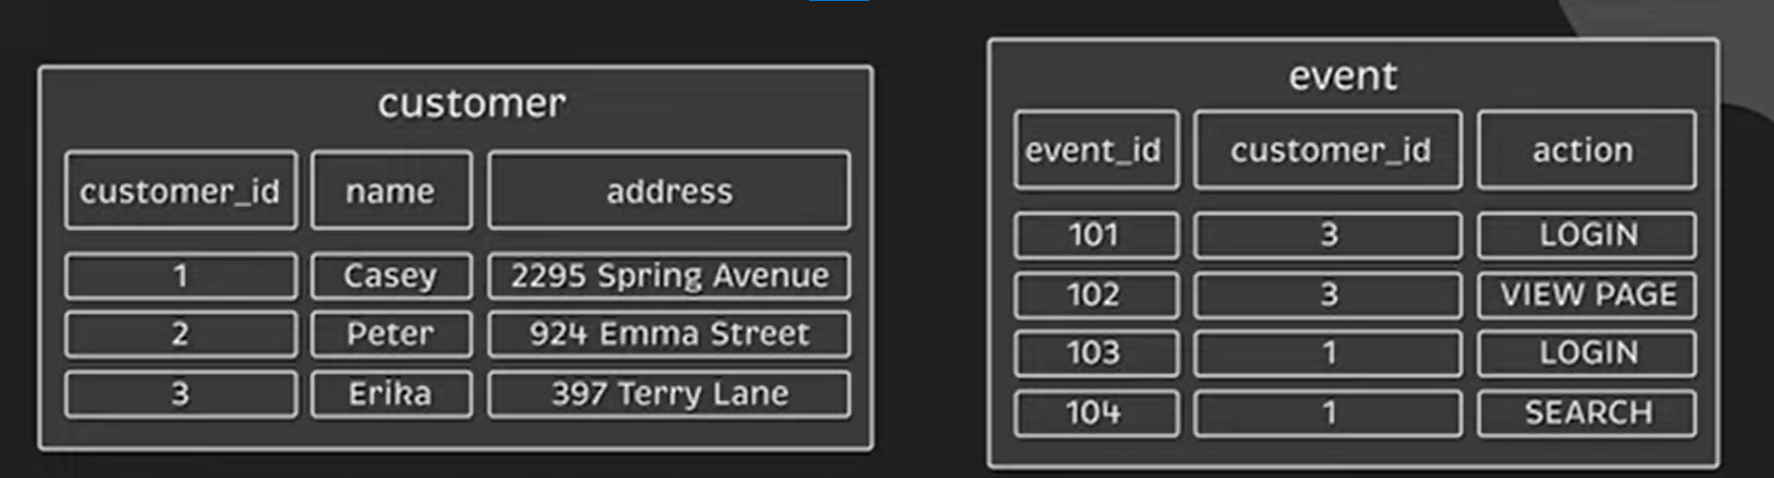 customer
customer_id name address
1 Casey 2295 Spring Avenue
2 Peter 924 Emma Street
3 Erika 397 Terry Lane
event
event_id customer_id action
101 3 LOGIN
102 3 VIEW PAGE
103 1 LOGIN
104 1 SEARCH